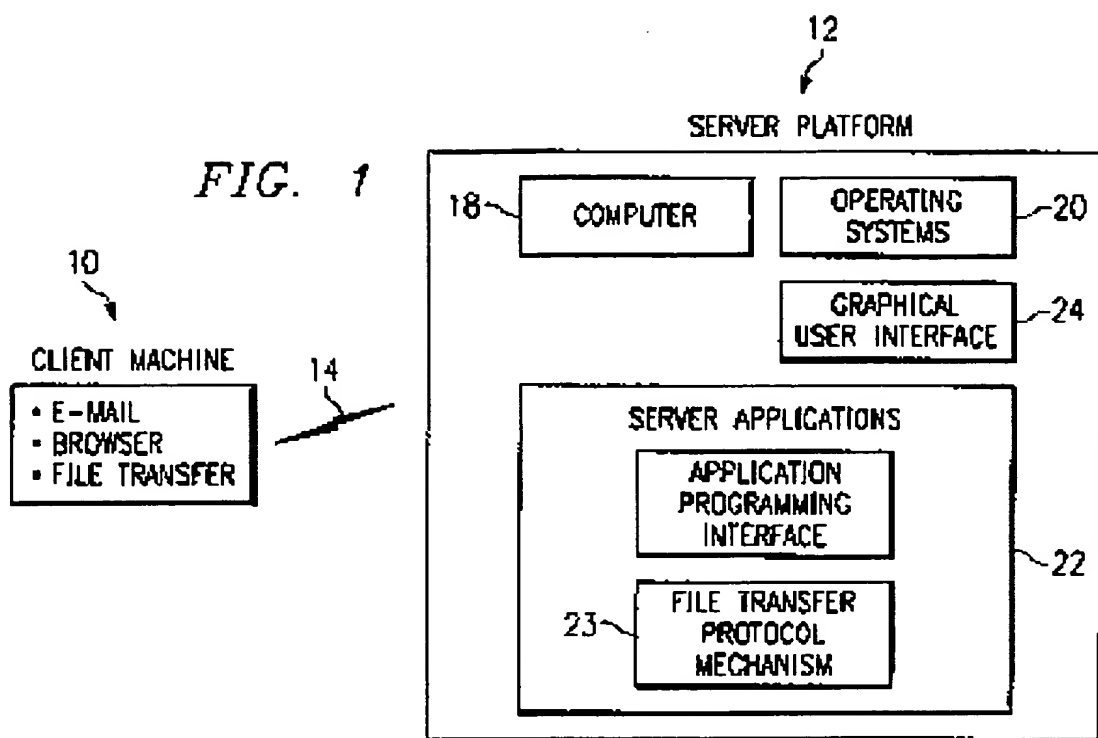 12
SERVER PLATFORM
FIG. 1
18
COMPUTER
OPERATING
SYSTEMS
20
10
GRAPHICAL
USER INTERFACE
24
CLIENT MACHINE
14
• E-MAIL
• BROWSER
• FILE TRANSFER
SERVER APPLICATIONS
APPLICATION
PROGRAMMING
INTERFACE
22
23
FILE TRANSFER
PROTOCOL
MECHANISM